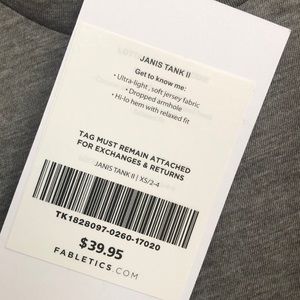 JANIS TANK II
Get to know me:
• Ultra-light, soft jersey fabric
• Dropped armhole
• Hi-lo hem with relaxed fit
TAG MUST REMAIN ATTACHED
FOR EXCHANGES & RETURNS
JANIS TANK II | XS/2-4
TK1828097-0260-17020
$39.95
FABLETICS.COM